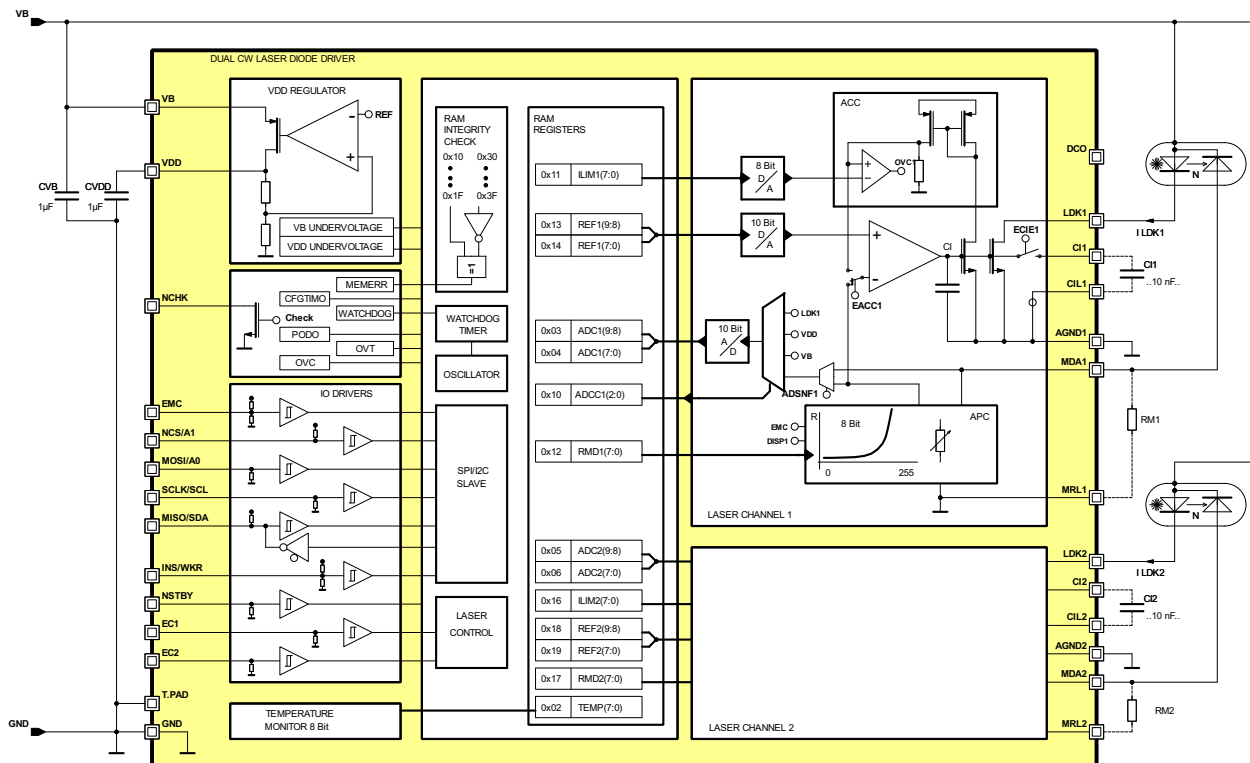 VB
DUAL CW LASER DIODE DRIVER
VB
VDD REGULATOR
REF
VDD
CVB
1µF
CVDD
1µF
VB UNDERVOLTAGE
VDD UNDERVOLTAGE
NCHK
Check
MEMERR
CFGTIMO
WATCHDOG
PODO
OVT
OVC
RAM
INTEGRITY
CHECK
0x10 0x30
0x1F 0x3F
=1
WATCHDOG
TIMER
OSCILLATOR
IO DRIVERS
EMC
NCS/A1
MOSI/A0
SCLK/SCL
MISO/SDA
INS/WKR
NSTBY
EC1
EC2
SPI/I2C
SLAVE
LASER
CONTROL
T.PAD
GND
GND
TEMPERATURE
MONITOR 8 Bit
RAM
REGISTERS
0x11 ILIM1(7:0)
0x13 REF1(9:8)
0x14 REF1(7:0)
0x03 ADC1(9:8)
0x04 ADC1(7:0)
0x10 ADCC1(2:0)
0x12 RMD1(7:0)
0x05 ADC2(9:8)
0x06 ADC2(7:0)
0x16 ILIM2(7:0)
0x18 REF2(9:8)
0x19 REF2(7:0)
0x17 RMD2(7:0)
0x02 TEMP(7:0)
8 Bit
D
A
10 Bit
D
A
10 Bit
A
D
ACC
OVC1
CI
ECIE1
EACC1
LDK1
VDD
VB
ADSNF1
EMC
DISP1
R
8 Bit
APC
0 255
LASER CHANNEL 1
LASER CHANNEL 2
DCO
LDK1
CI1
CIL1
AGND1
MDA1
MRL1
LDK2
CI2
CIL2
AGND2
MDA2
MRL2
N
I LDK1
CI1
..10 nF..
RM1
N
I LDK2
CI2
..10 nF..
RM2